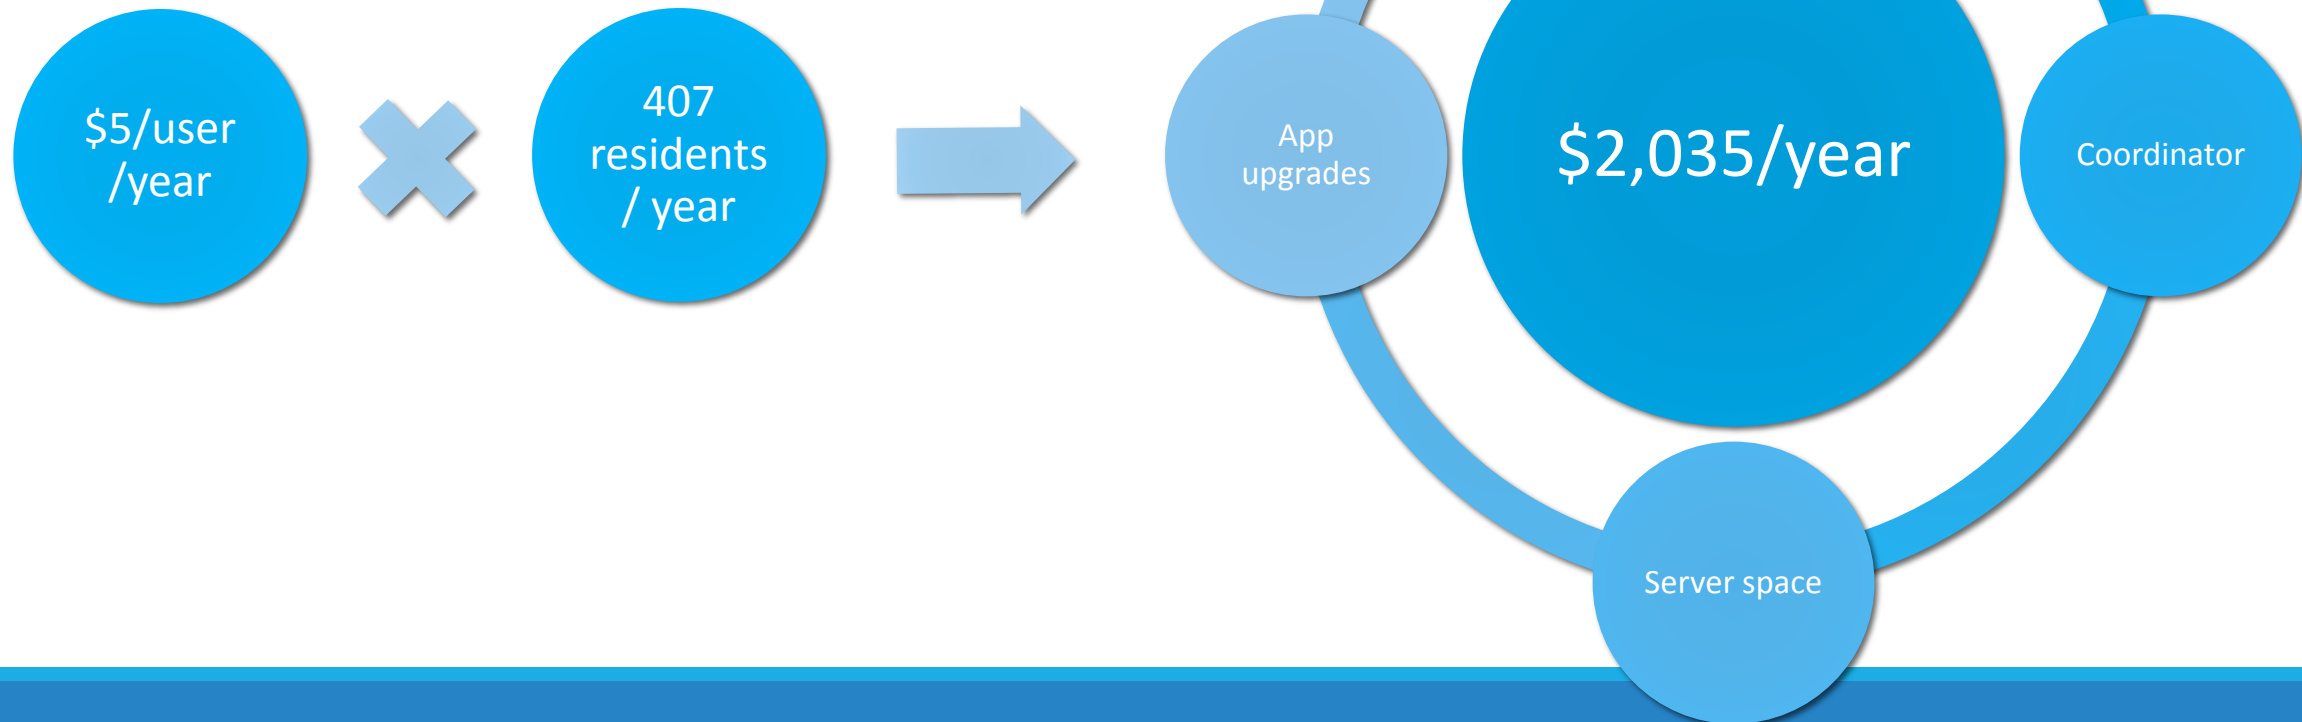 $5/user
/year
407
residents
/ year
App
upgrades
$2,035/year
Coordinator
Server space